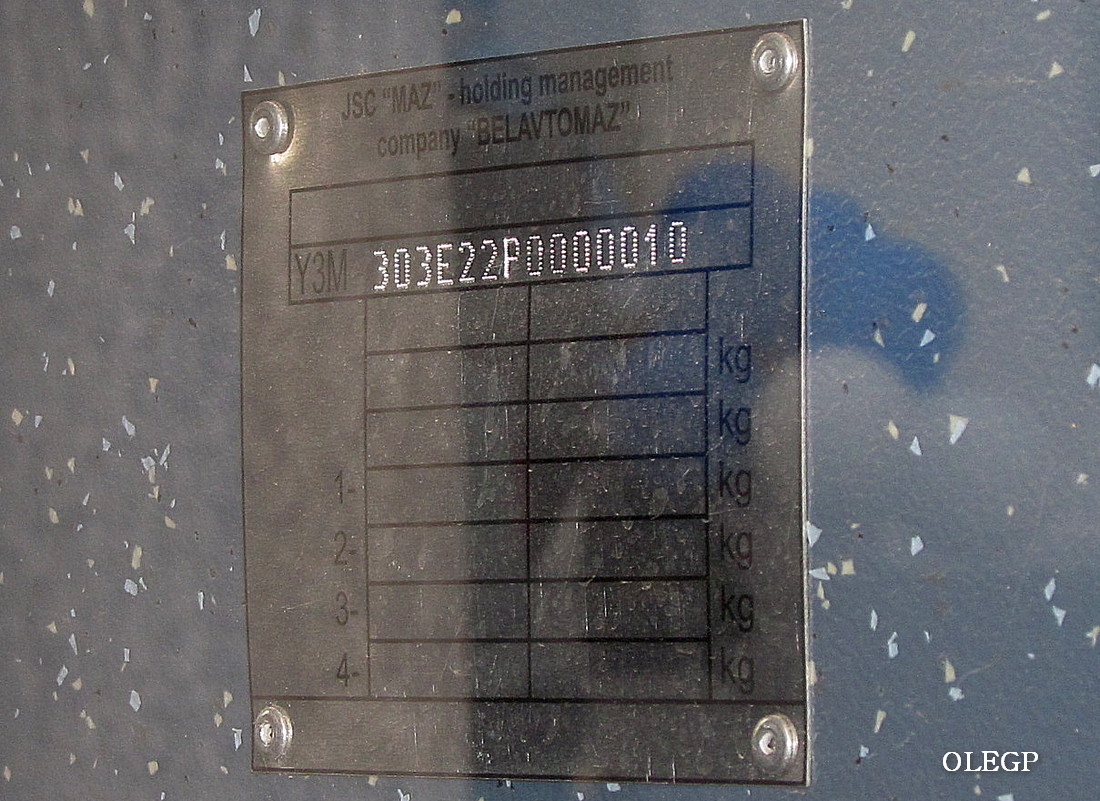 JSC "MAZ" - holding management
company "BELAVTOMAZ"
Y3M 303E22P0000010
kg
kg
1- kg
2- kg
3- kg
4- kg
OLEGP